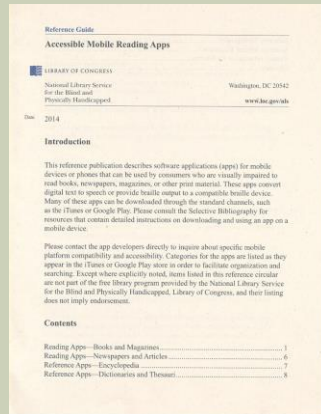 Reference Guide
Accessible Mobile Reading Apps
LIBRARY OF CONGRESS
National Library Service
for the Blind and
Physically Handicapped
Washington, DC 20542
www.loc.gov/nls
Date 2014
Introduction
This reference publication describes software applications (apps) for mobile
devices or phones that can be used by consumers who are visually impaired to
read books, newspapers, magazines, or other print material. These apps convert
digital text to speech or provide braille output to a compatible braille device.
Many of these apps can be downloaded through the standard channels, such
as the iTunes or Google Play. Please consult the Selective Bibliography for
resources that contain detailed instructions on downloading and using an app on a
mobile device.
Please contact the app developers directly to inquire about specific mobile
platform compatibility and accessibility. Categories for the apps are listed as they
appear in the iTunes or Google Play store in order to facilitate organization and
searching. Except where explicitly noted, items listed in this reference circular
are not part of the free library program provided by the National Library Service
for the Blind and Physically Handicapped, Library of Congress, and their listing
does not imply endorsement.
Contents
Reading Apps—Books and Magazines 1
Reading Apps—Newspapers and Articles 6
Reference Apps—Encyclopedia 7
Reference Apps—Dictionaries and Thesauri 8